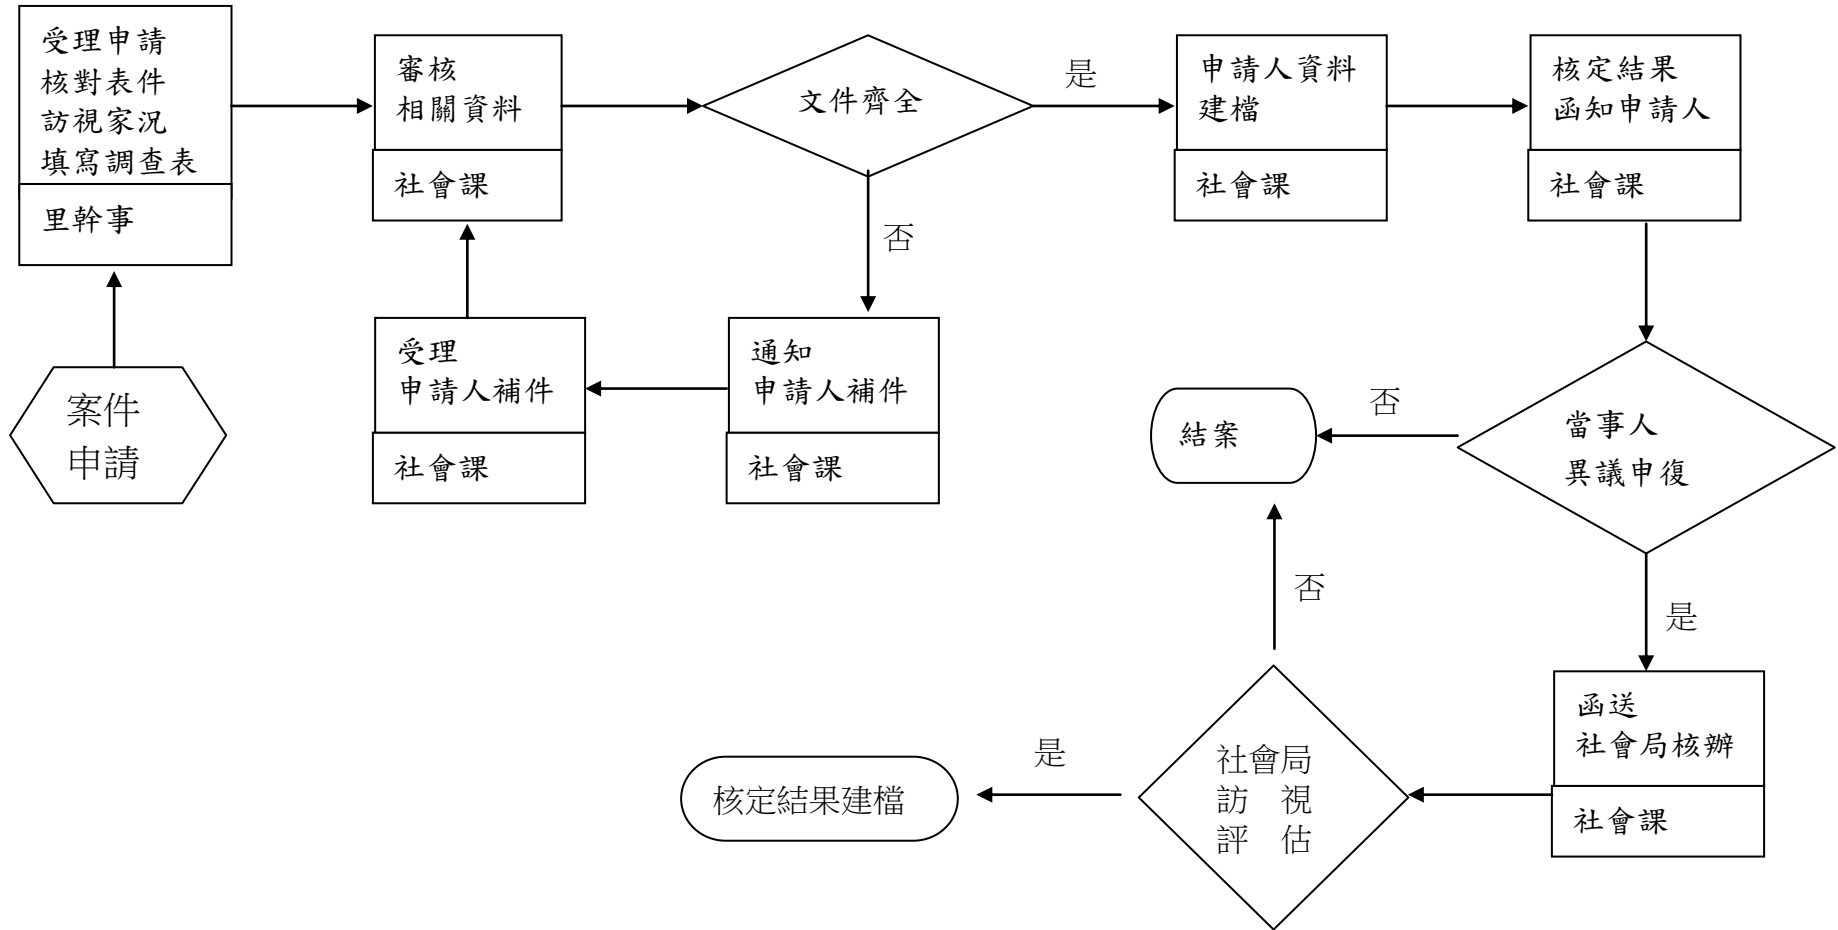 受理申請
核對表件
訪視家況
填寫調查表
里幹事
案件
申請
審核
相關資料
社會課
文件齊全
是
否
通知
申請人補件
社會課
受理
申請人補件
社會課
申請人資料
建檔
社會課
核定結果
函知申請人
社會課
當事人
異議申復
否
結案
是
函送
社會局核辦
社會課
社會局
訪　視
評　估
否
是
核定結果建檔